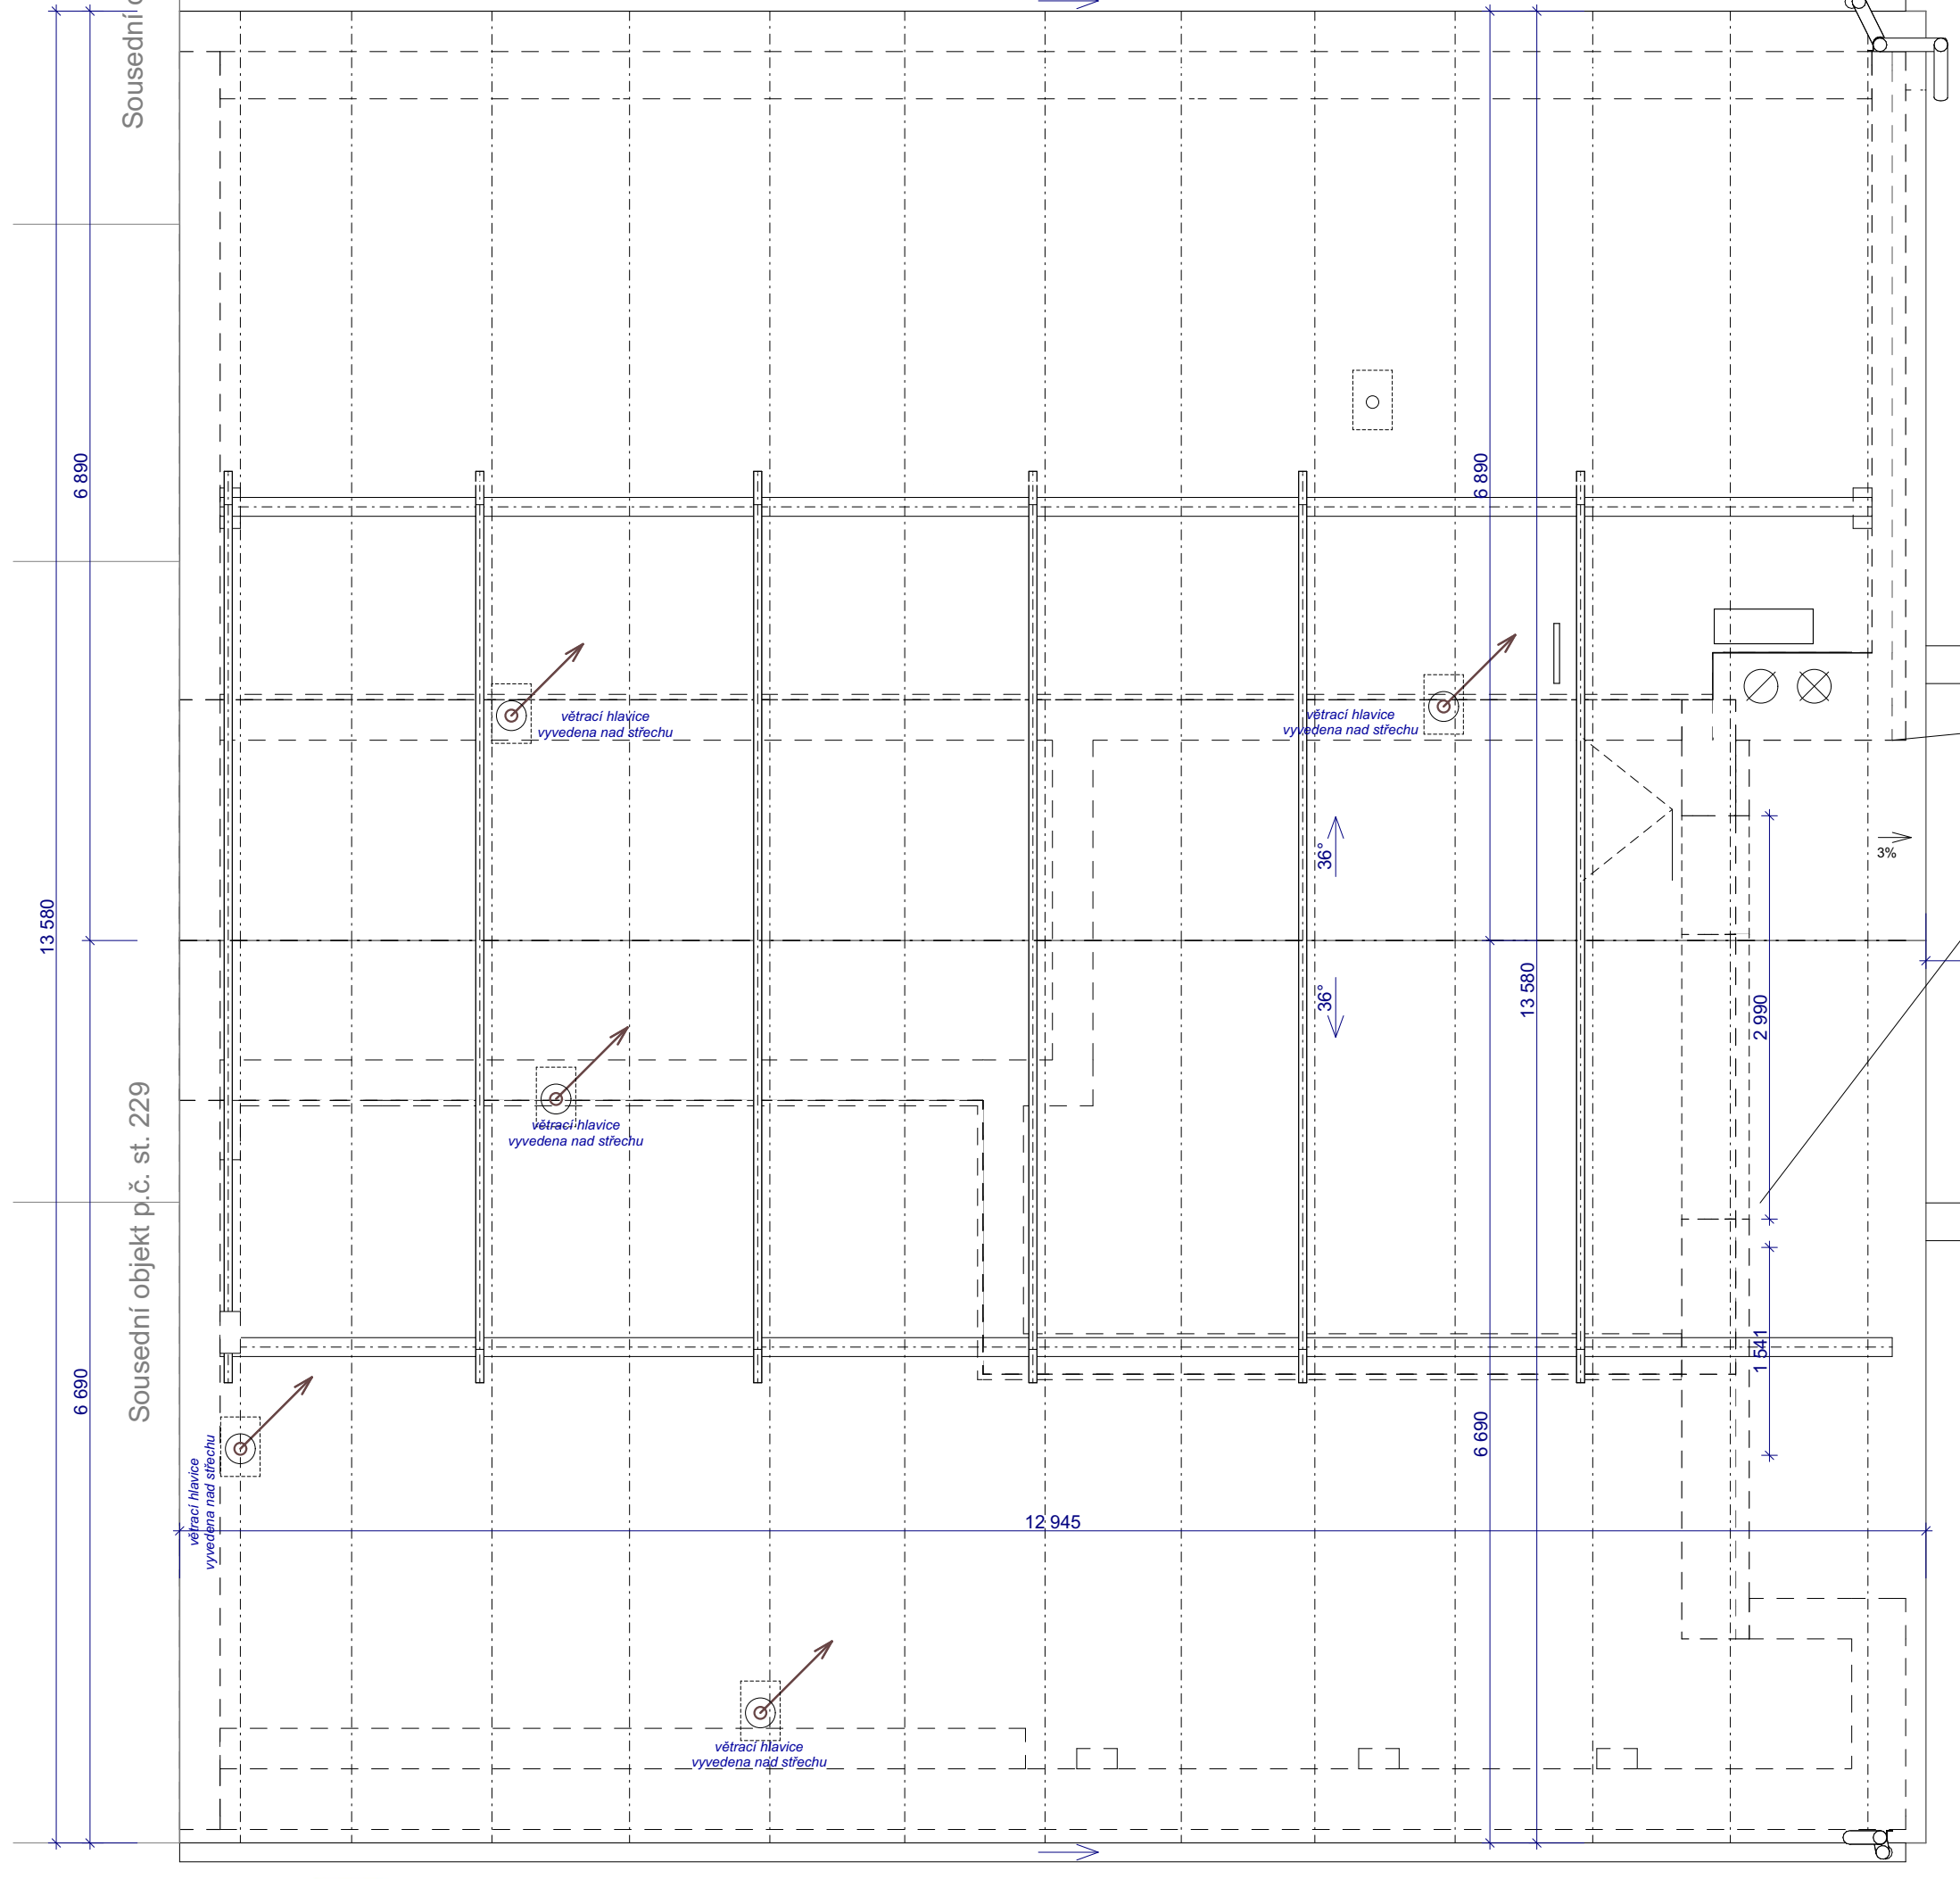 Sousední o
6 890
6 890
větrací hlavice
vyvedena nad střechu
větrací hlavice
vyvedena nad střechu
36°
3%
13 580
36°
13 580
2 990
větrací hlavice
vyvedena nad střechu
Sousední objekt p.č. st. 229
1 541
6 690
6 690
větrací hlavice
vyvedena nad střechu
12 945
větrací hlavice
vyvedena nad střechu